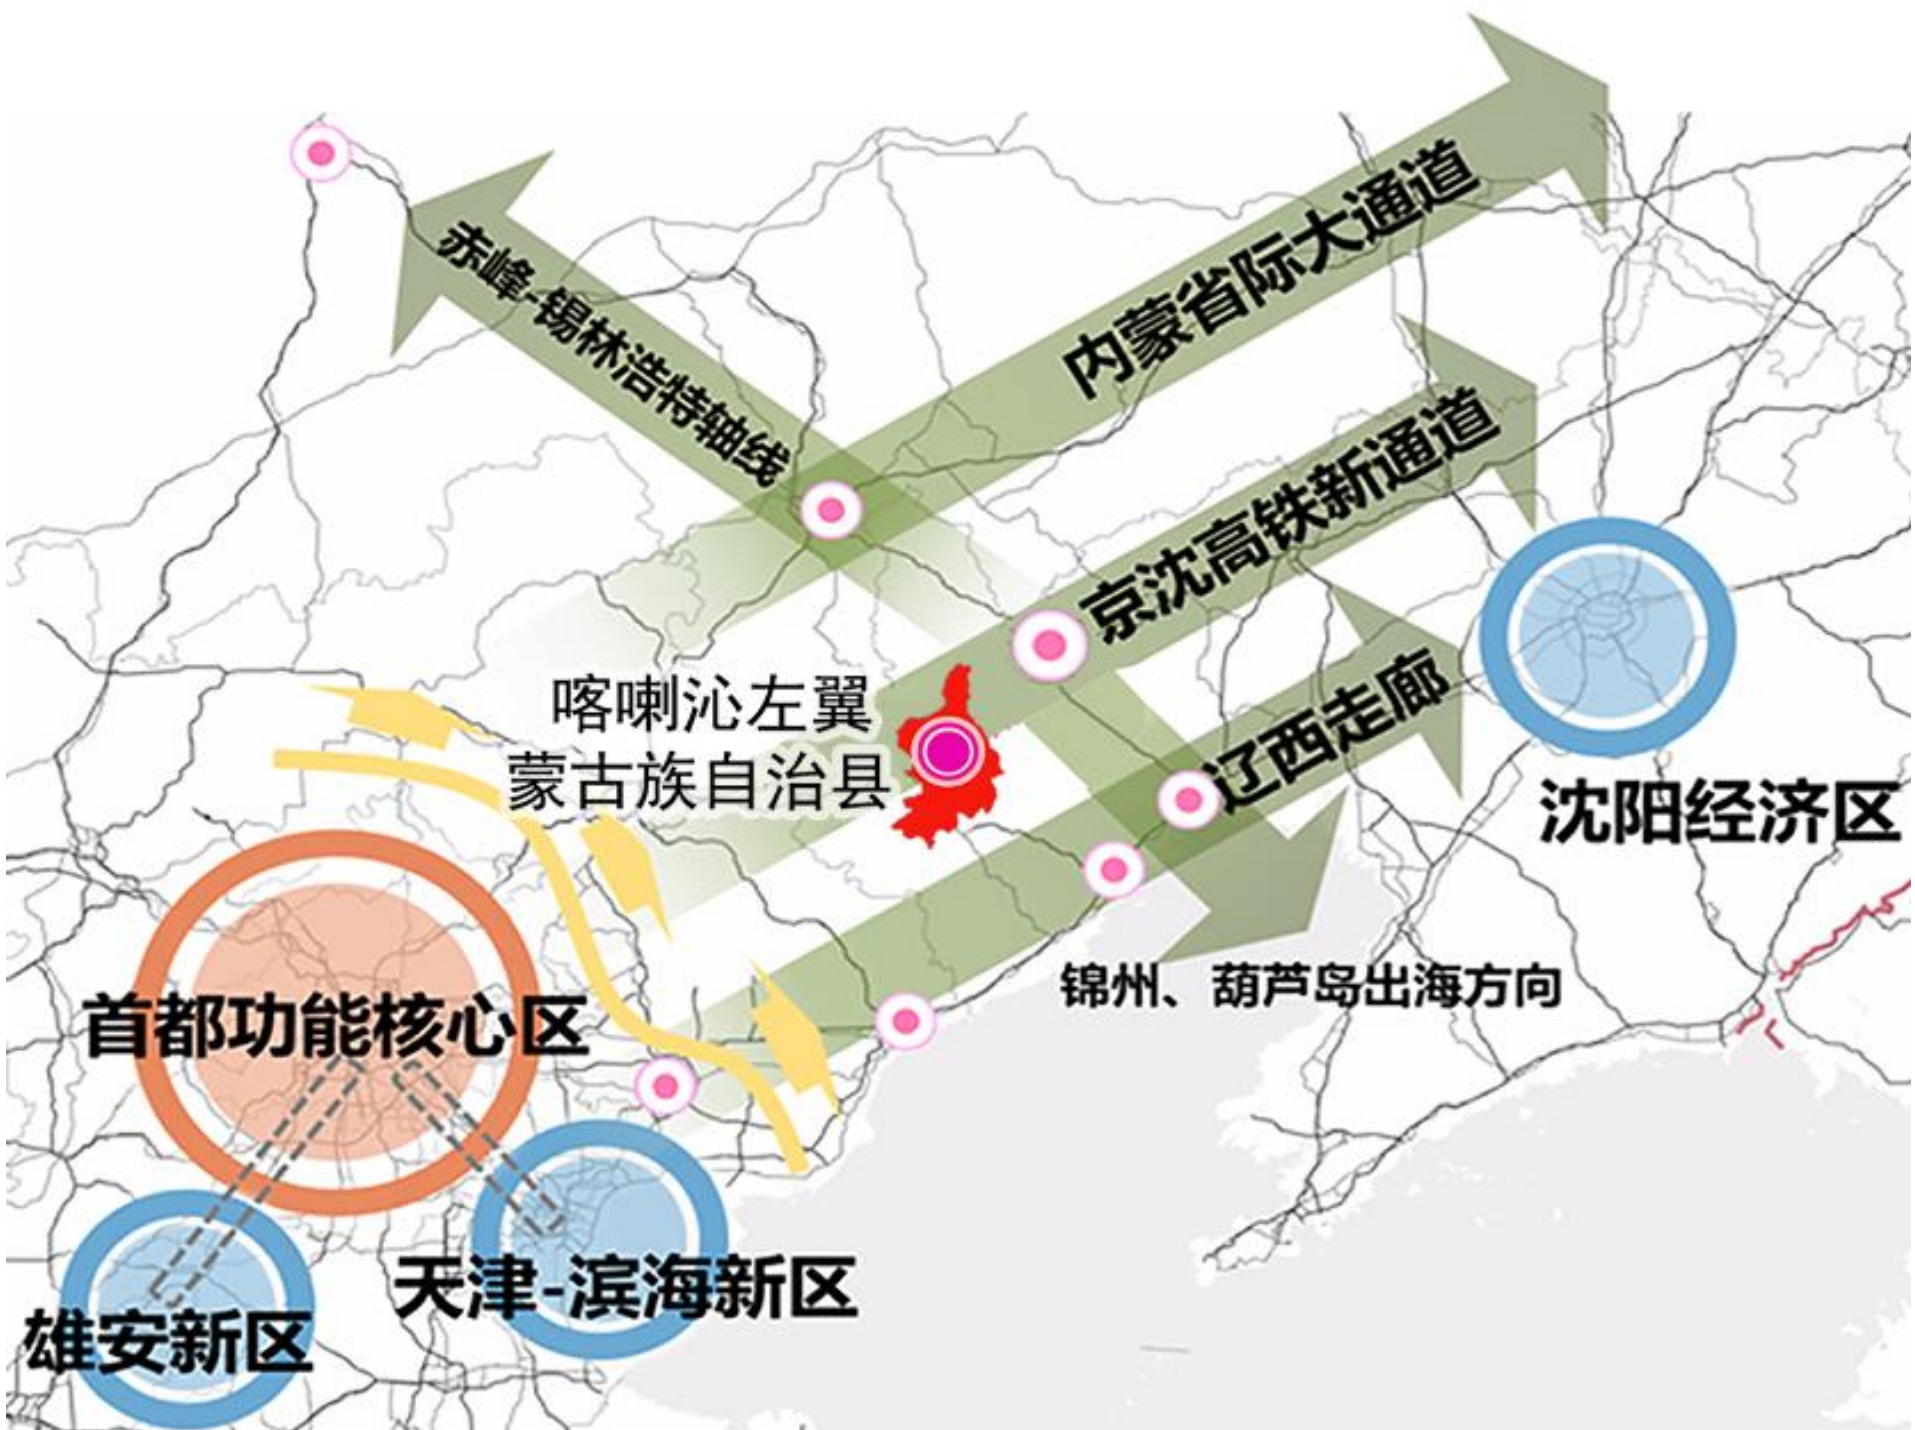 内蒙省际大通道
赤峰-锡林浩特轴线
京沈高铁新通道
喀喇沁左翼
蒙古族自治县
辽西走廊
沈阳经济区
锦州、葫芦岛出海方向
首都功能核心区
天津-滨海新区
雄安新区